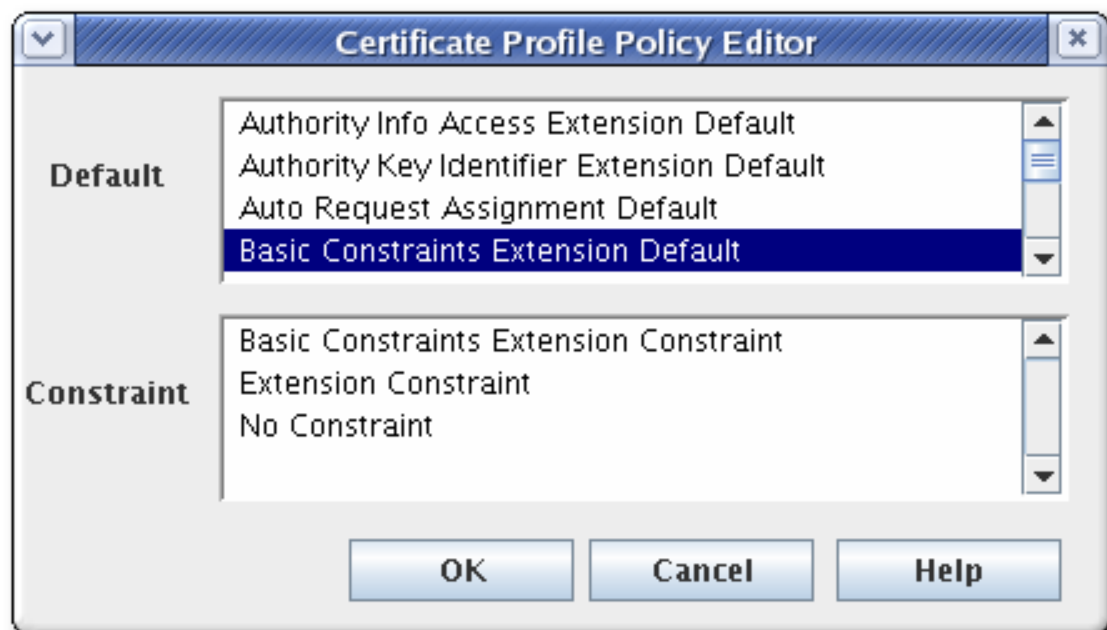 Certificate Profile Policy Editor
Default
Authority Info Access Extension Default
Authority Key Identifier Extension Default
Auto Request Assignment Default
Basic Constraints Extension Default
Constraint
Basic Constraints Extension Constraint
Extension Constraint
No Constraint
OK
Cancel
Help